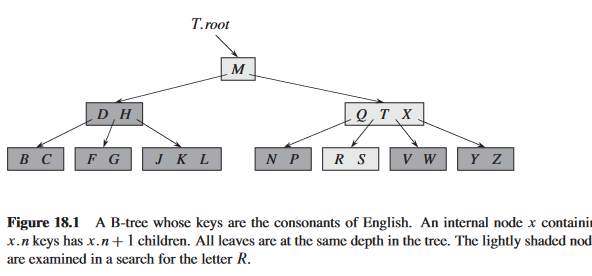 T.root
M
D H
Q T X
B C F G J K L N P R S V W Y Z
Figure 18.1 A B-tree whose keys are the consonants of English. An internal node x containi
x.n keys has x.n + 1 children. All leaves are at the same depth in the tree. The lightly shaded nod
are examined in a search for the letter R.